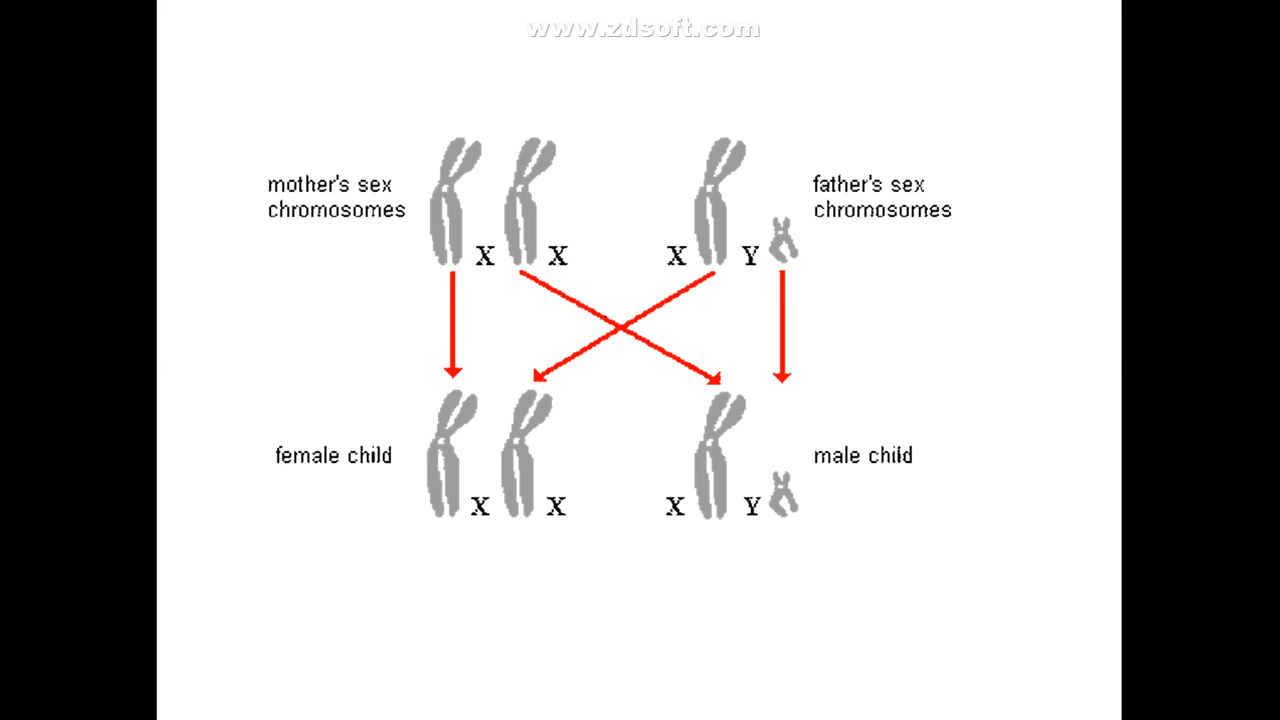 www.zdsoft.com
mother's sex
chromosomes
X X
X Y
father's sex
chromosomes
female child
X X
X Y
male child